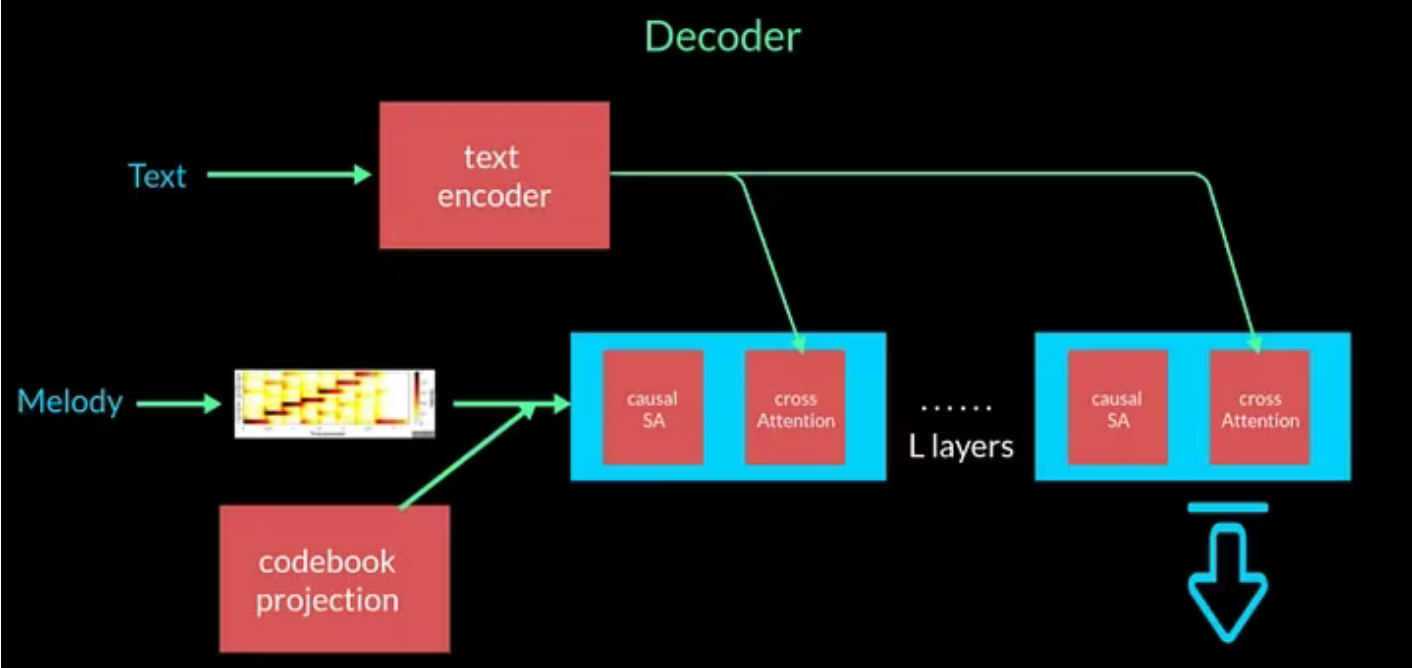 Decoder
Text
text
encoder
Melody
causal
SA
cross
Attention
......
L layers
causal
SA
cross
Attention
codebook
projection